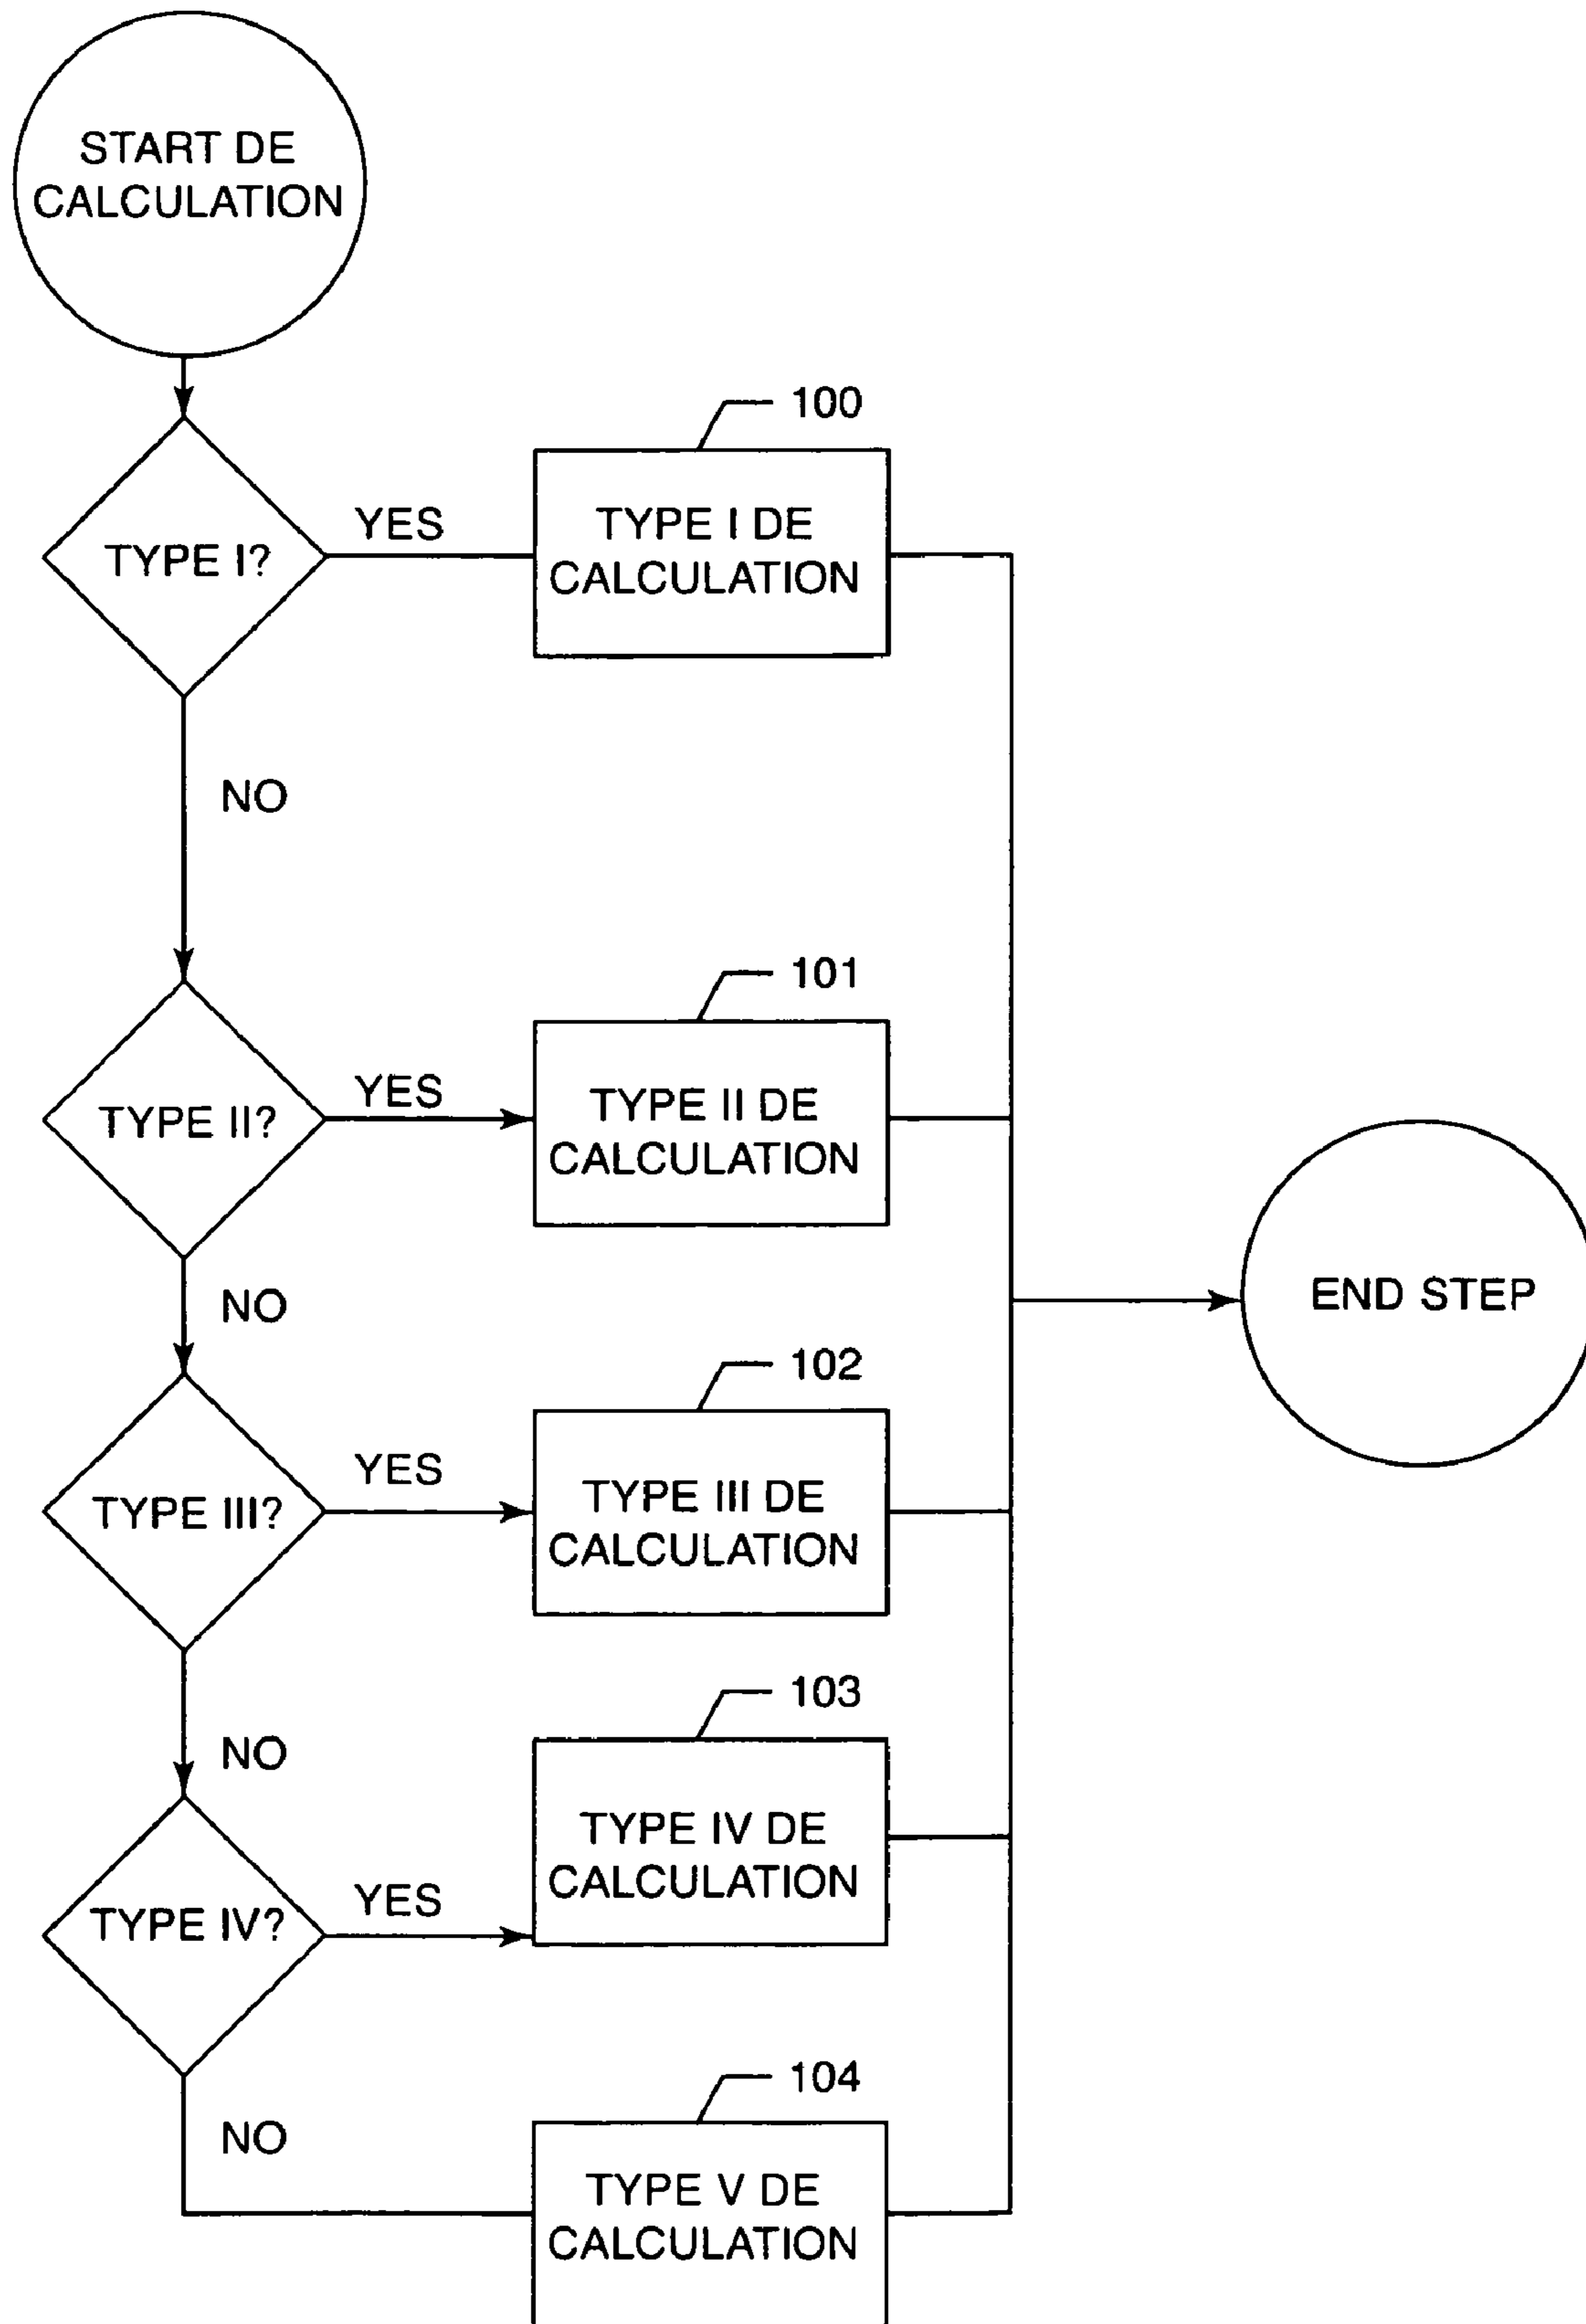 START DE
CALCULATION
100
TYPE I?
YES
TYPE I DE
CALCULATION
NO
101
TYPE II?
YES
TYPE II DE
CALCULATION
NO
END STEP
102
TYPE III?
YES
TYPE III DE
CALCULATION
NO
103
TYPE IV?
YES
TYPE IV DE
CALCULATION
NO
104
TYPE V DE
CALCULATION